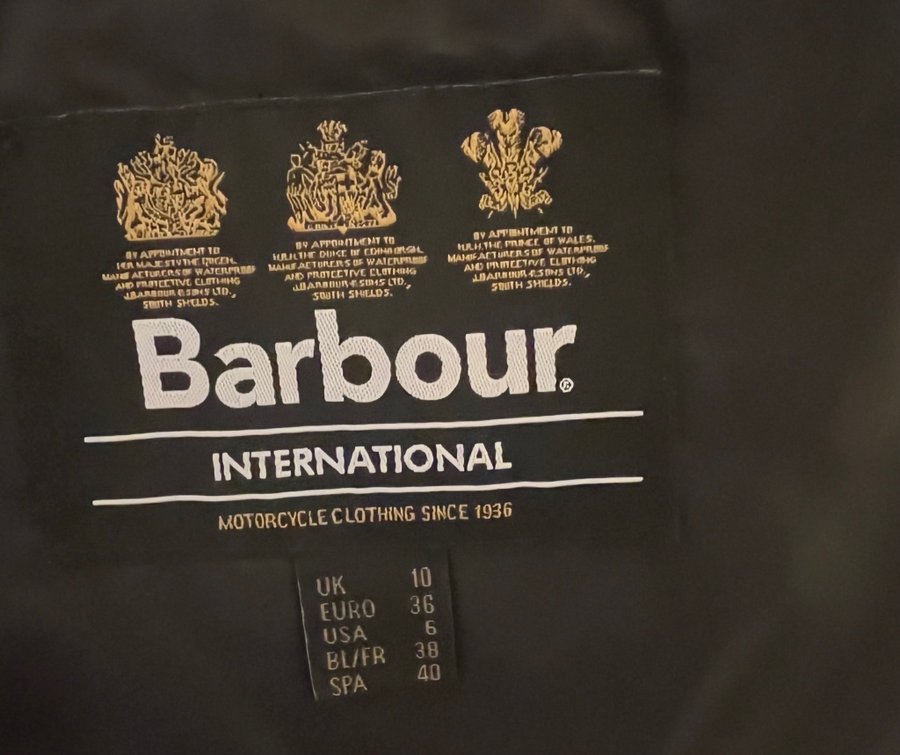 BY APPOINTMENT TO
HER MAJESTY THE QUEEN,
MANUFACTURERS OF WATERPROOF
AND PROTECTIVE CLOTHING
J.BARBOUR & SONS LTD.,
SOUTH SHIELDS.
BY APPOINTMENT TO
H.R.H. THE DUKE OF EDINBURGH,
MANUFACTURERS OF WATERPROOF
AND PROTECTIVE CLOTHING
J.BARBOUR & SONS LTD.,
SOUTH SHIELDS.
BY APPOINTMENT TO
H.R.H. THE PRINCE OF WALES,
MANUFACTURERS OF WATERPROOF
AND PROTECTIVE CLOTHING
J.BARBOUR & SONS LTD.,
SOUTH SHIELDS.
Barbour®
INTERNATIONAL
MOTORCYCLE CLOTHING SINCE 1936
UK 10
EURO 36
USA 6
BL/FR 38
SPA 40